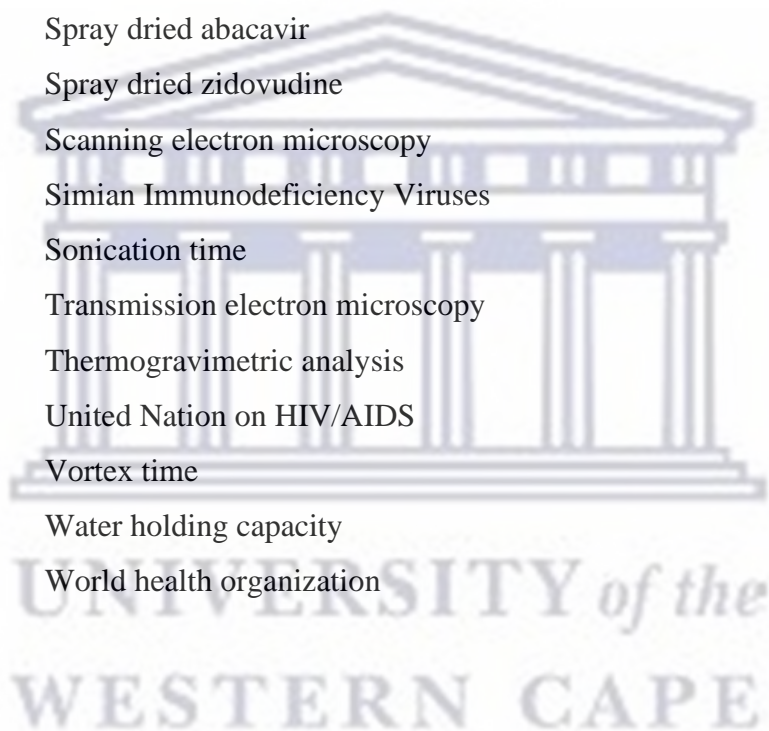 Spray dried abacavir
Spray dried zidovudine
Scanning electron microscopy
Simian Immunodeficiency Viruses
Sonication time
Transmission electron microscopy
Thermogravimetric analysis
United Nation on HIV/AIDS
Vortex time
Water holding capacity
World health organization
UNIVERSITY of the
WESTERN CAPE